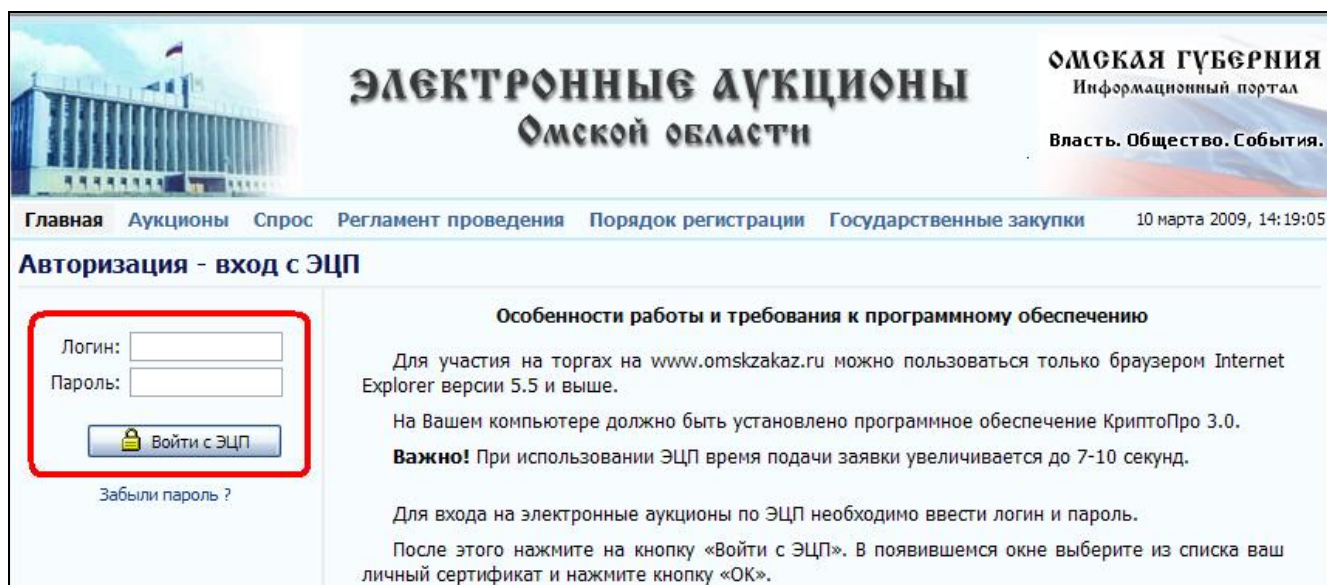 ЭЛЕКТРОННЫЕ АУКЦИОНЫ
Омской области
ОМСКАЯ ГУБЕРНИЯ
Информационный портал
Власть. Общество. События.
Главная Аукционы Спрос Регламент проведения Порядок регистрации Государственные закупки 10 марта 2009, 14:19:05
Авторизация - вход с ЭЦП
Логин:
Пароль:
Войти с ЭЦП
Забыли пароль ?
Особенности работы и требования к программному обеспечению
Для участия на торгах на www.omskzakaz.ru можно пользоваться только браузером Internet
Explorer версии 5.5 и выше.
На Вашем компьютере должно быть установлено программное обеспечение КриптоПро 3.0.
Важно! При использовании ЭЦП время подачи заявки увеличивается до 7-10 секунд.
Для входа на электронные аукционы по ЭЦП необходимо ввести логин и пароль.
После этого нажмите на кнопку «Войти с ЭЦП». В появившемся окне выберите из списка ваш
личный сертификат и нажмите кнопку «ОК».